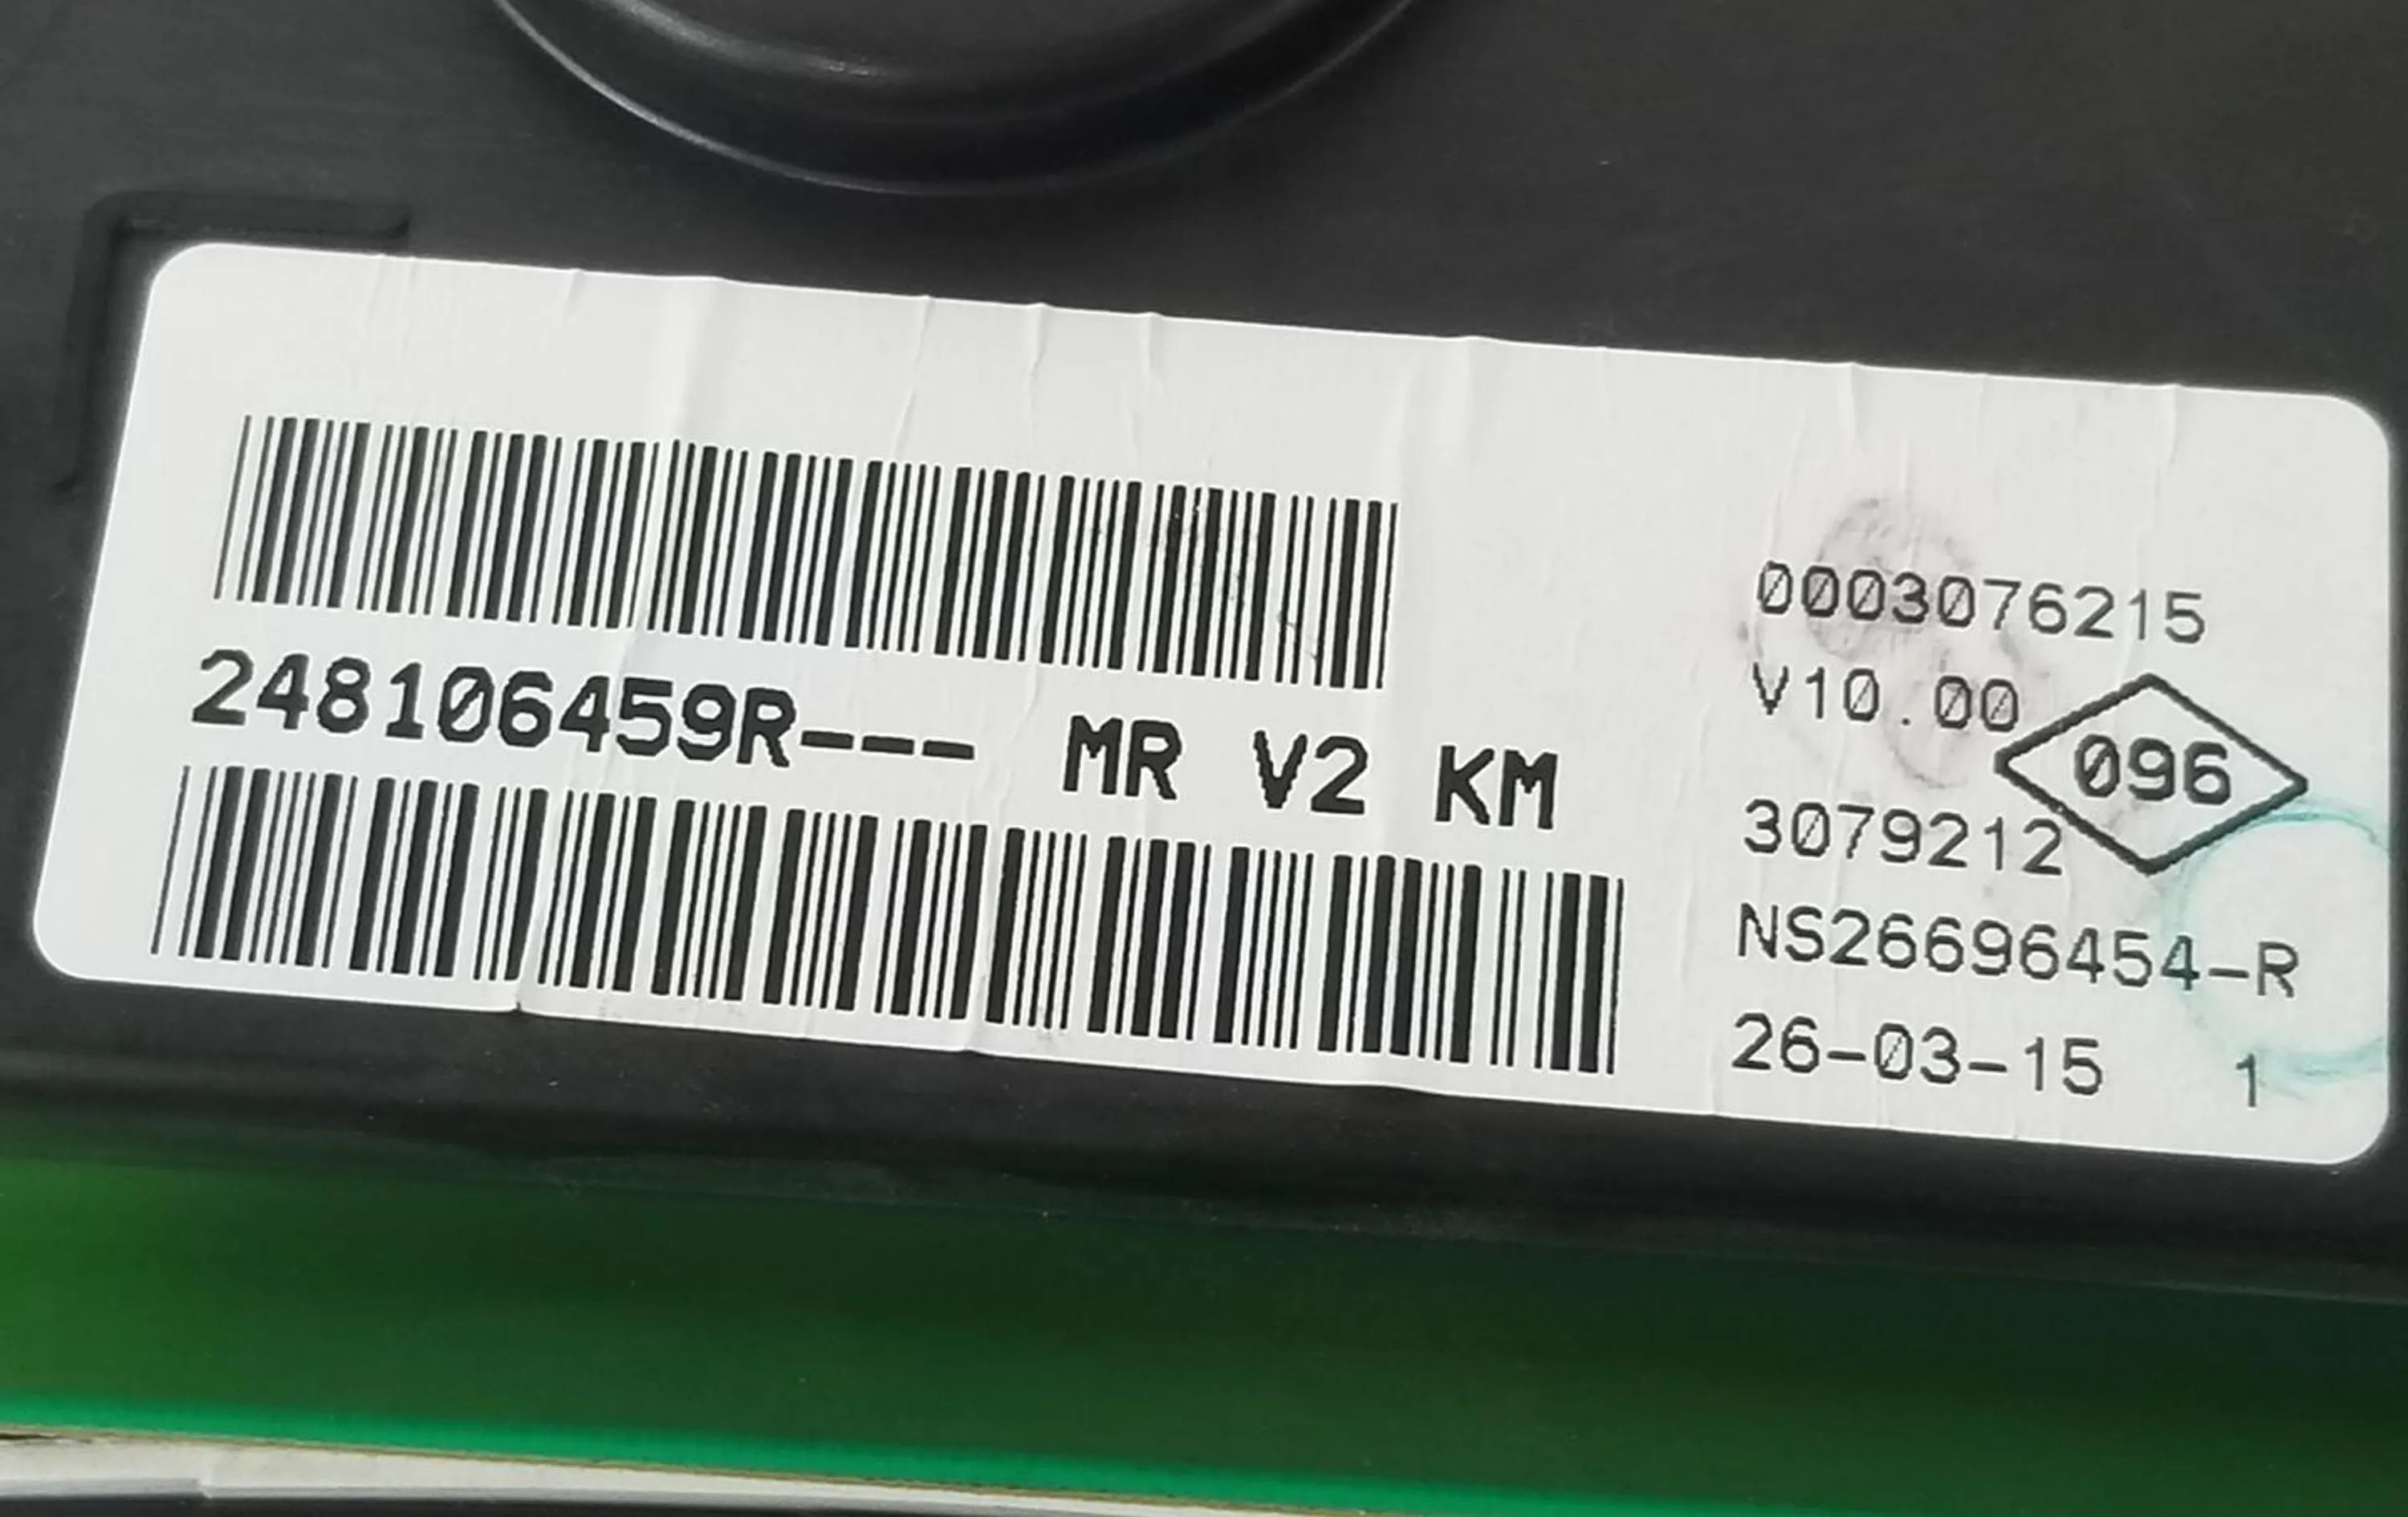 248106459R--- MR V2 KM
0003076215
V10.00
096
3079212
NS26696454-R
26-03-15 1